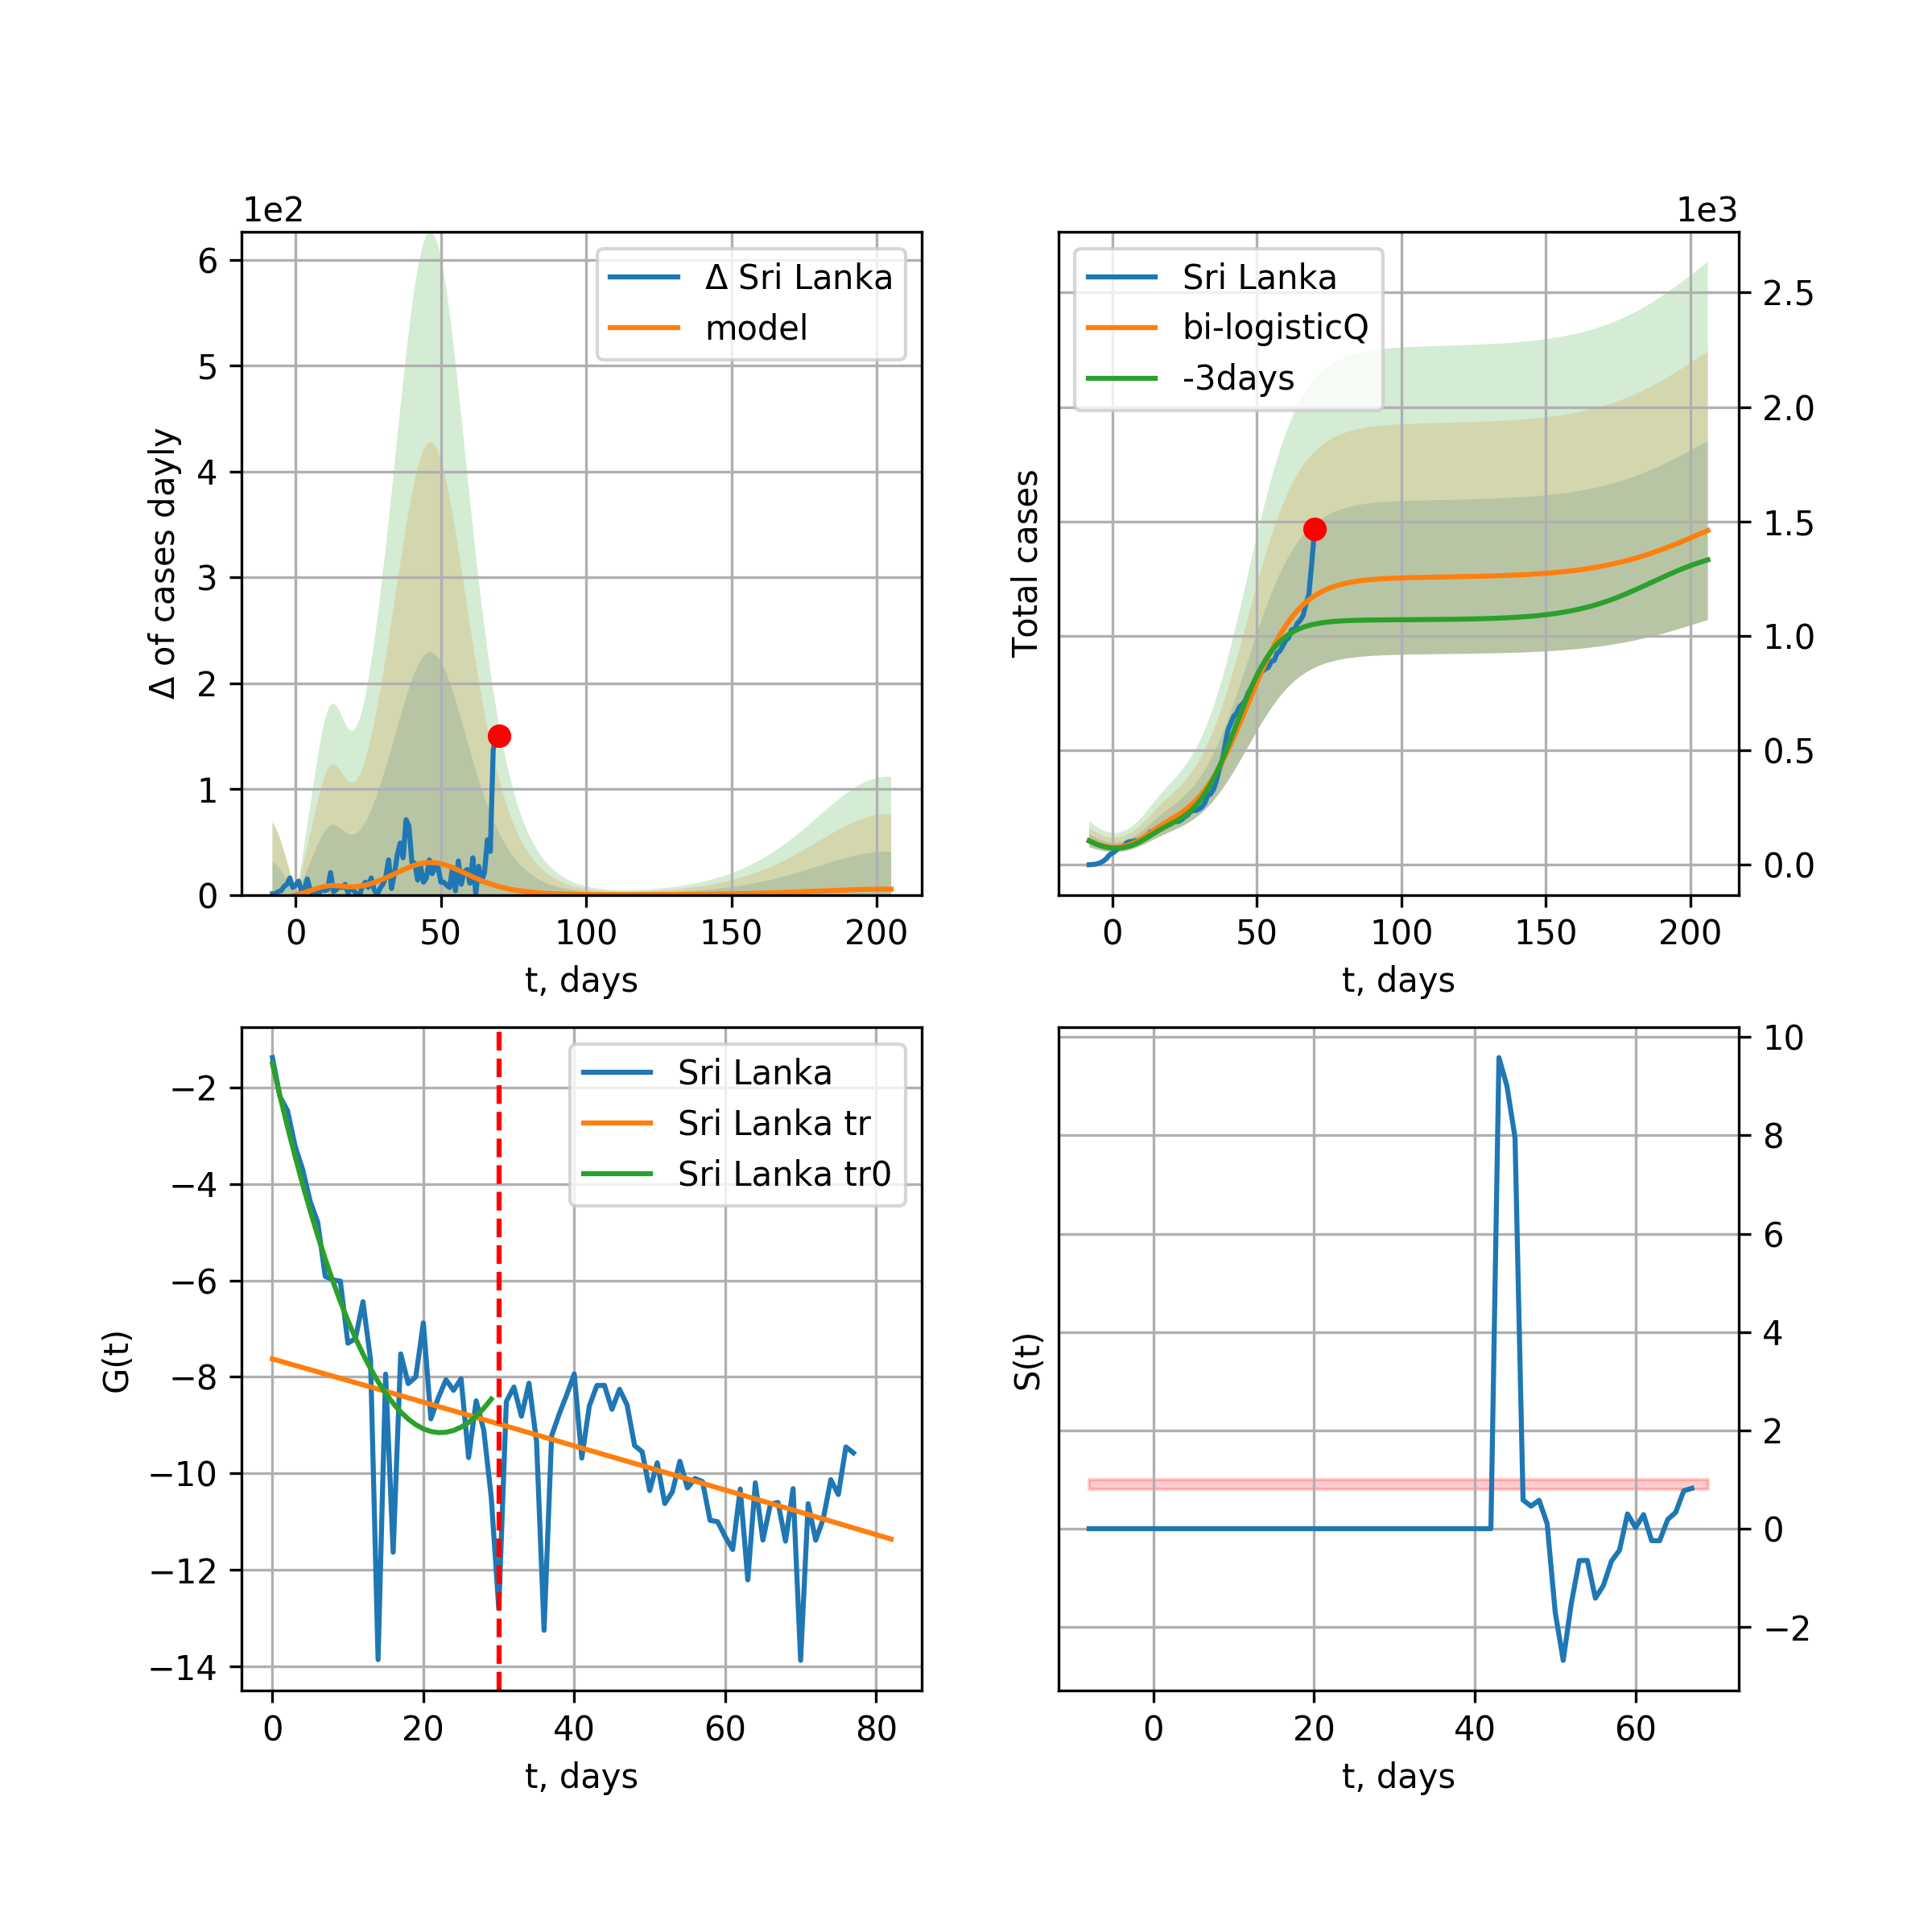 1e2
Δ of cases dayly
6
5
4
3
2
1
0
0 50 100 150 200
t, days
Δ Sri Lanka
model
1e3
Total cases
2.5
2.0
1.5
1.0
0.5
0.0
0 50 100 150 200
t, days
Sri Lanka
bi-logisticQ
-3days
G(t)
−2
−4
−6
−8
−10
−12
−14
0 20 40 60 80
t, days
Sri Lanka
Sri Lanka tr
Sri Lanka tr0
S(t)
10
8
6
4
2
0
−2
0 20 40 60
t, days